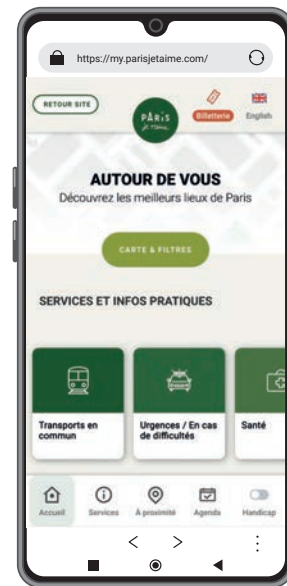 https://my.parisjetaime.com/
RETOUR SITE
PARiS
je t'aime
Billetterie
English
AUTOUR DE VOUS
Découvrez les meilleurs lieux de Paris
CARTE & FILTRES
SERVICES ET INFOS PRATIQUES
Transports en
commun
Urgences / En cas
de difficultés
Santé
Accueil
Services
À proximité
Agenda
Handicap